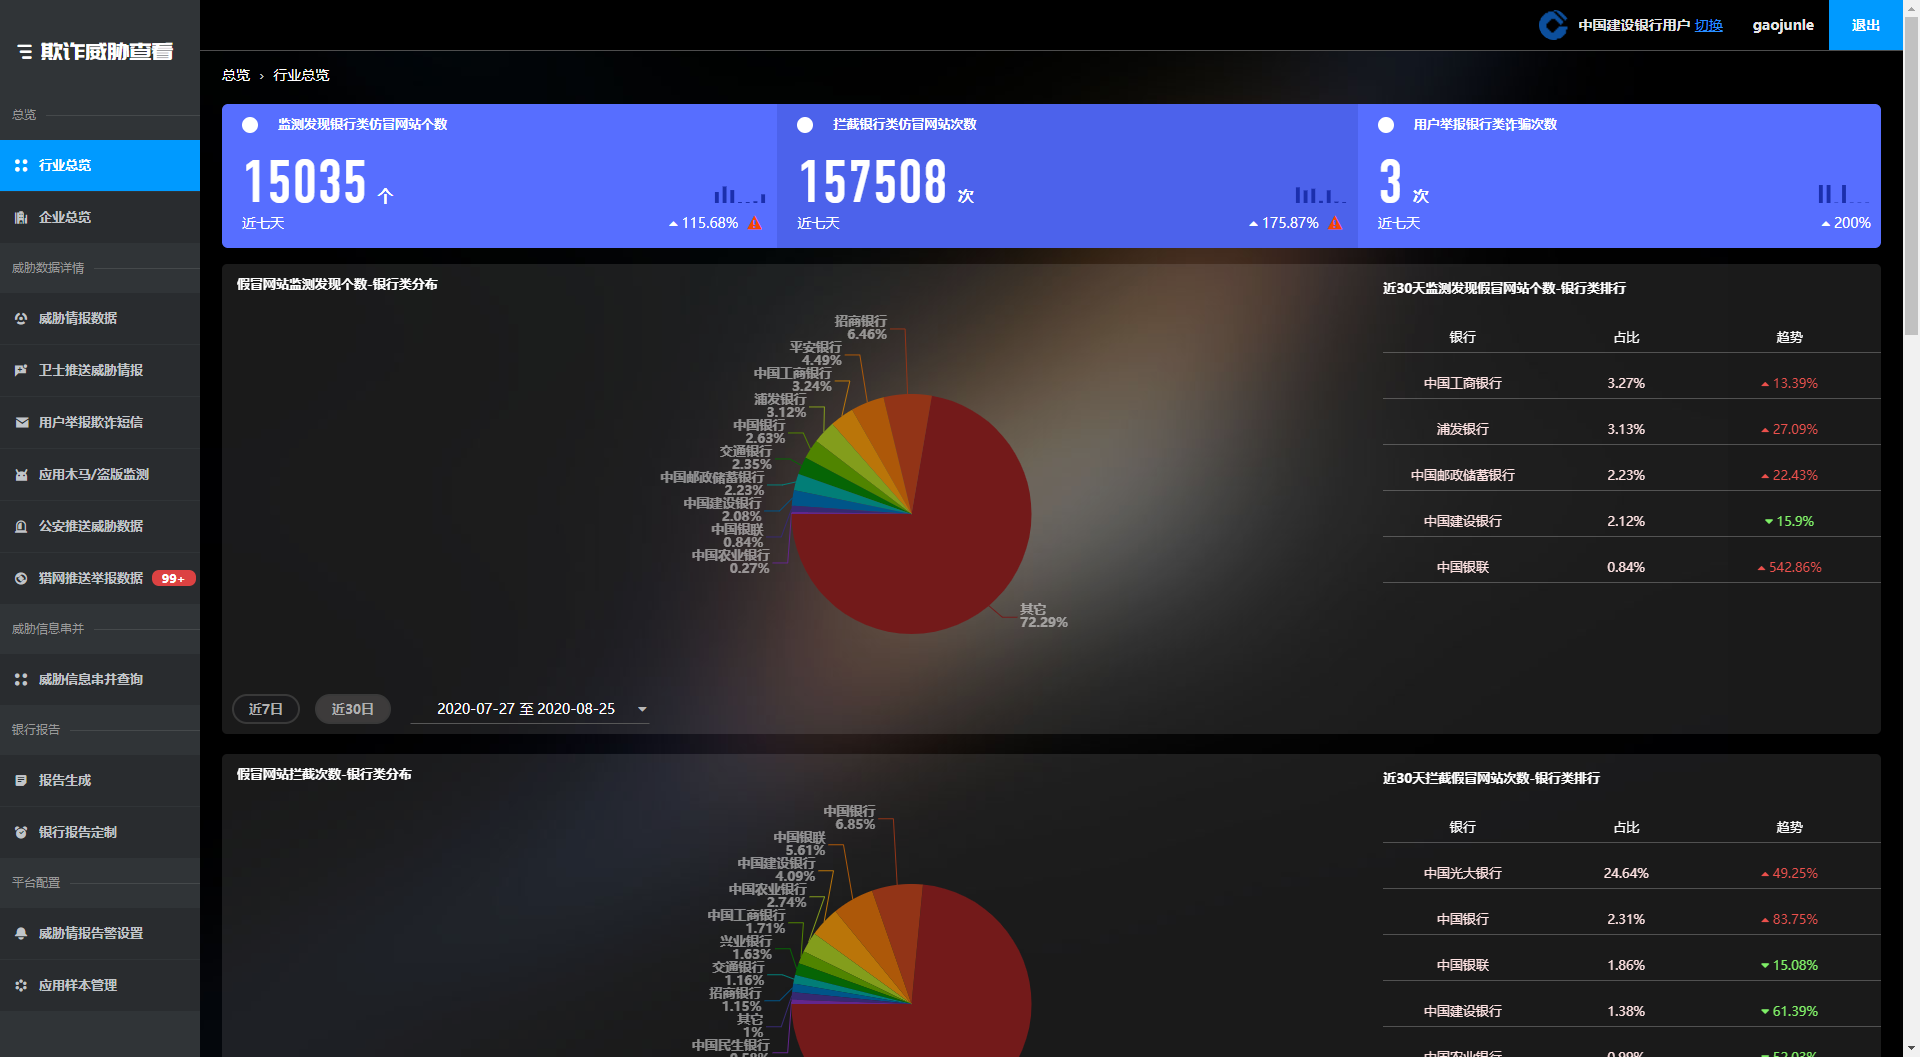 欺诈威胁查看
总览
行业总览
企业总览
威胁数据详情
威胁情报数据
卫士推送威胁情报
用户举报欺诈短信
应用木马/盗版监测
公安推送威胁数据
猎网推送举报数据 99+
威胁信息串并
威胁信息串并查询
银行报告
报告生成
银行报告定制
平台配置
威胁情报告警设置
应用样本管理
中国建设银行用户 切换 gaojunle 退出
总览 › 行业总览
监测发现银行类仿冒网站个数
15035 个
近七天 115.68%
拦截银行类仿冒网站次数
157508 次
近七天 175.87%
用户举报银行类诈骗次数
3 次
近七天 200%
假冒网站监测发现个数-银行类分布
招商银行
6.46%
平安银行
4.49%
中国工商银行
3.24%
浦发银行
3.12%
中国银行
2.63%
交通银行
2.35%
中国邮政储蓄银行
2.23%
中国建设银行
2.08%
中国银联
0.84%
中国农业银行
0.27%
其它
72.29%
近7日 近30日 2020-07-27 至 2020-08-25
近30天监测发现假冒网站个数-银行类排行
银行 占比 趋势
中国工商银行 3.27% 13.39%
浦发银行 3.13% 27.09%
中国邮政储蓄银行 2.23% 22.43%
中国建设银行 2.12% 15.9%
中国银联 0.84% 542.86%
假冒网站拦截次数-银行类分布
中国银行
6.85%
中国银联
5.61%
中国建设银行
4.09%
中国农业银行
2.74%
中国工商银行
1.71%
兴业银行
1.63%
交通银行
1.16%
招商银行
1.15%
其它
1%
中国民生银行
近30天拦截假冒网站次数-银行类排行
银行 占比 趋势
中国光大银行 24.64% 49.25%
中国银行 2.31% 83.75%
中国银联 1.86% 15.08%
中国建设银行 1.38% 61.39%